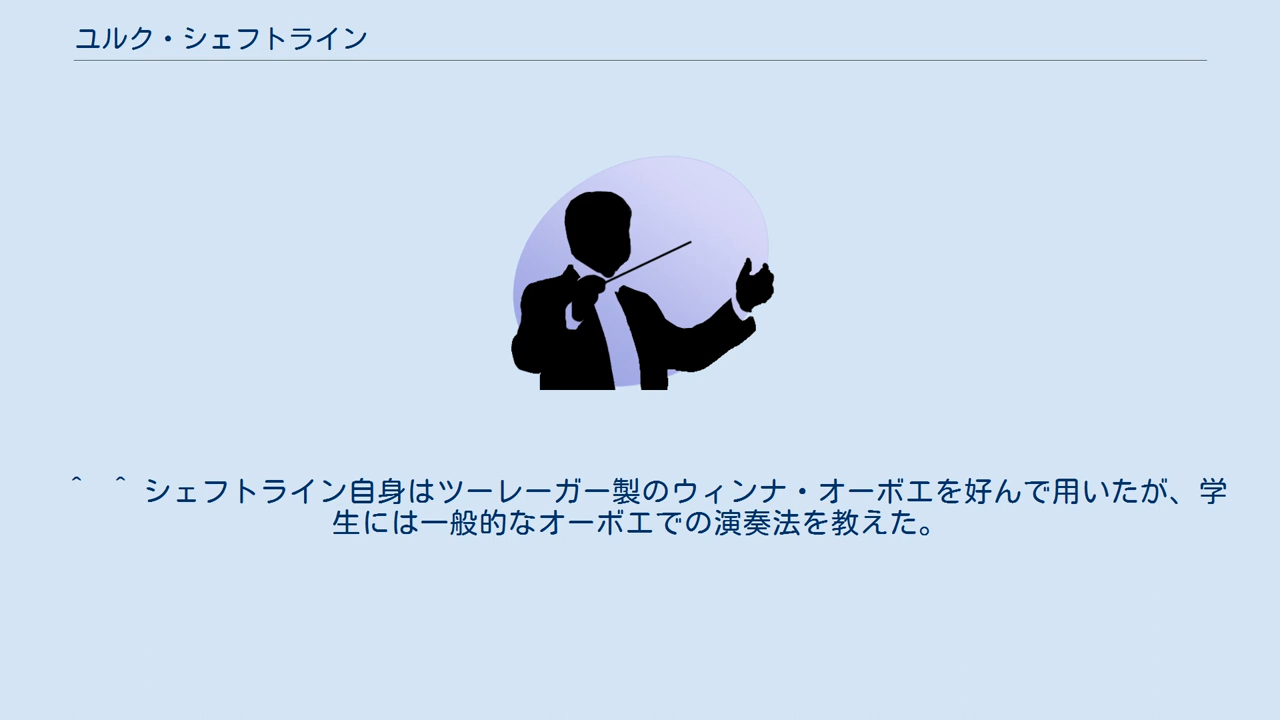 ユルク・シェフトライン
^ ^ シェフトライン自身はツーレーガー製のウィンナ・オーボエを好んで用いたが、学
生には一般的なオーボエでの演奏法を教えた。